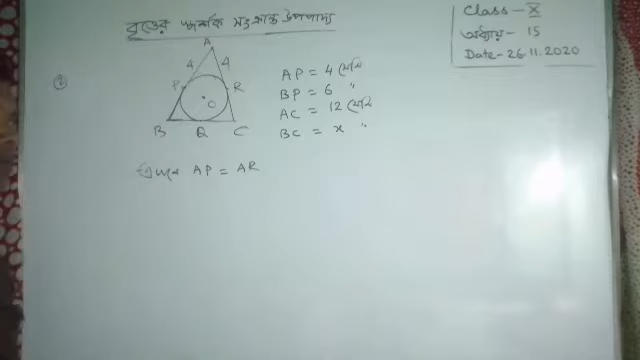 বৃত্তের স্পর্শক সংক্রান্ত উপপাদ্য
Class - X
অধ্যায় - 15
Date - 26.11.2020
A
4 4
P R
O
B Q C
AP = 4 সেমি
BP = 6 "
AC = 12 সেমি
BC = x "
এখানে AP = AR